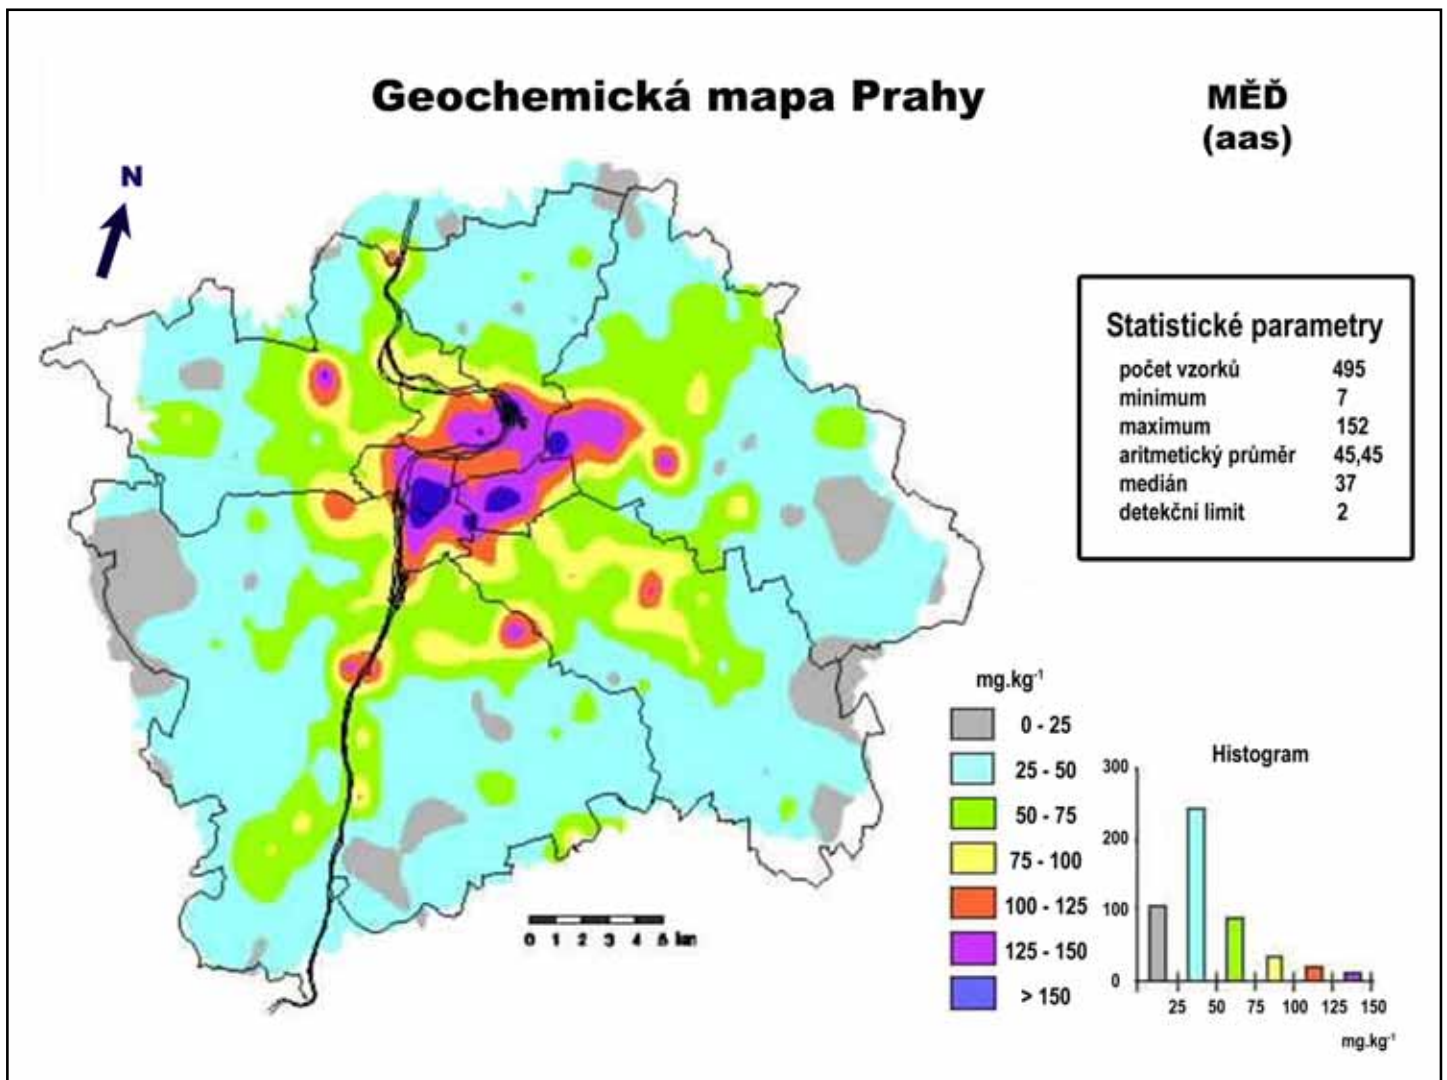 Geochemická mapa Prahy
MĚĎ
(aas)
N
Statistické parametry
počet vzorků 495
minimum 7
maximum 152
aritmetický průměr 45,45
medián 37
detekční limit 2
mg.kg-1
0 - 25
25 - 50
50 - 75
75 - 100
100 - 125
125 - 150
> 150
Histogram
300
200
100
0
25 50 75 100 125 150
mg.kg-1
0 1 2 3 4 5 km